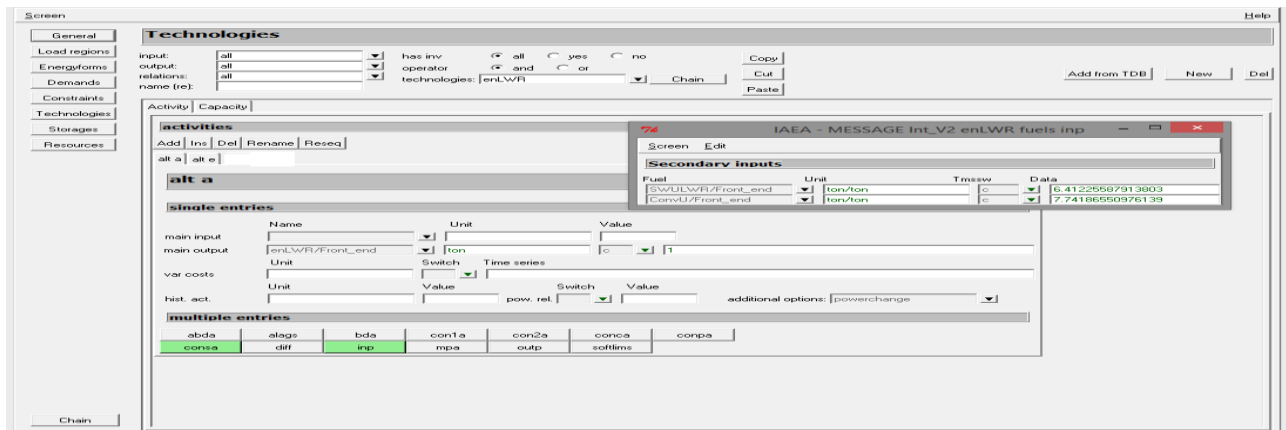 Screen Help
General
Load regions
Energyforms
Demands
Constraints
Technologies
Storages
Resources
Chain
Technologies
input: all has inv all yes no Copy
output: all operator and or Cut Add from TDB New Del
relations: all technologies: enLWR Chain
name (re): Paste
Activity Capacity
activities
Add Ins Del Rename Reseq
alt a alt e
alt a
single entries
Name Unit Value
main input
main output enLWR/Front_end ton c 1
Unit Switch Time series
var costs
Unit Value Switch Value
hist. act. pow. rel. additional options: powerchange
multiple entries
abda alags bda con1a con2a conca conpa
consa diff inp mpa outp softlims
IAEA - MESSAGE Int_V2 enLWR fuels inp
Screen Edit
Secondary inputs
Fuel Unit Tmssw Data
SWULWR/Front_end ton/ton c 6.41225587913803
ConvU/Front_end ton/ton c 7.74186550976139